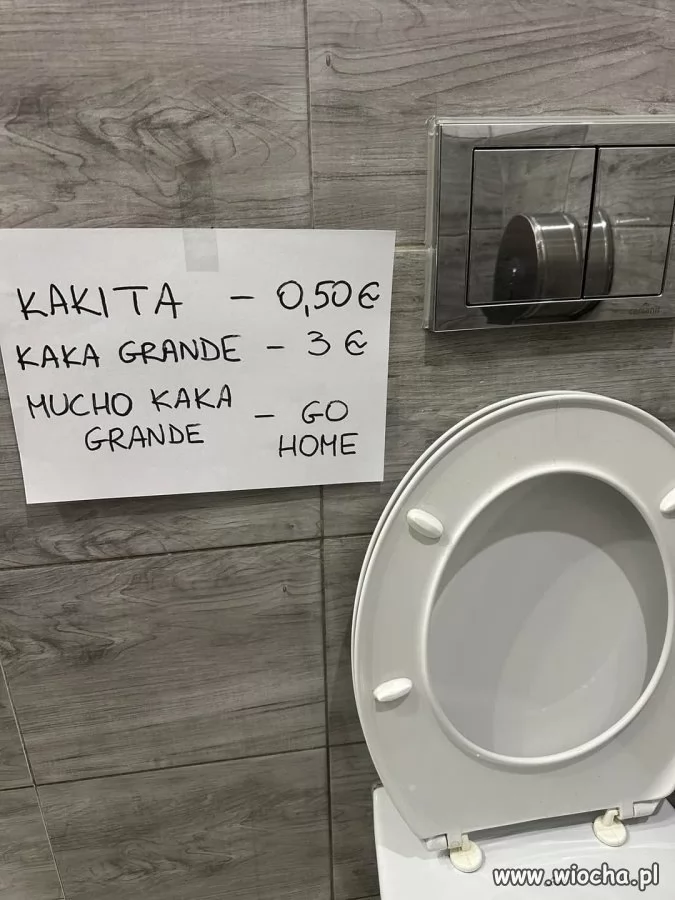 KAKITA – 0,50 €
KAKA GRANDE – 3 €
MUCHO KAKA GRANDE – GO HOME
www.wiocha.pl